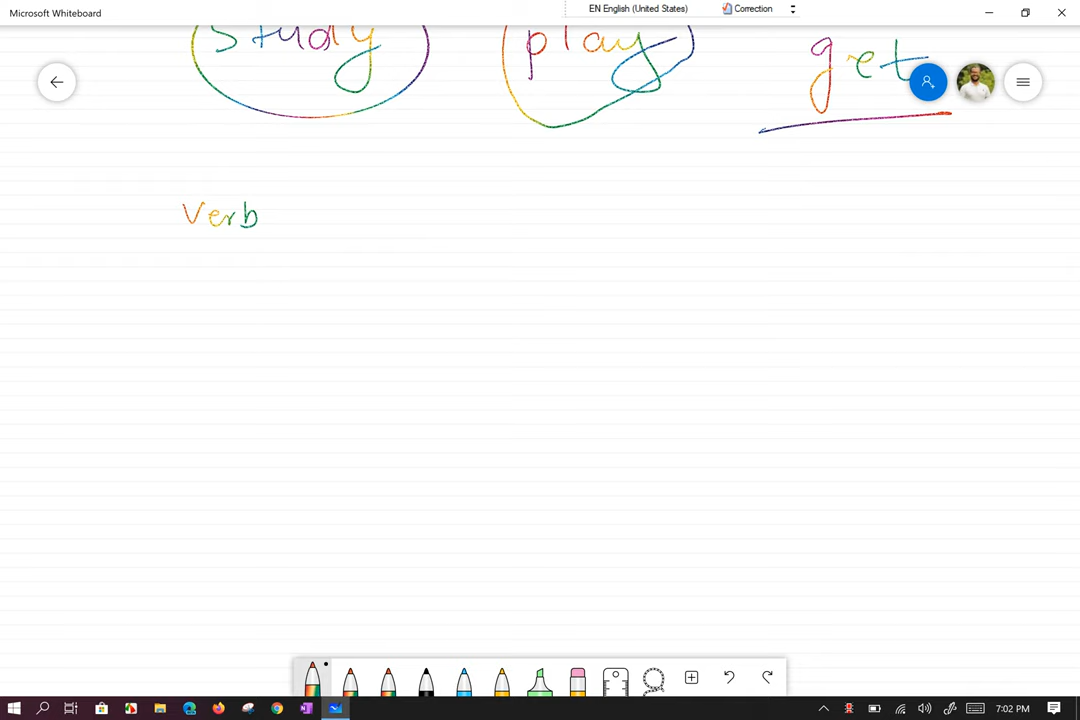 Microsoft Whiteboard
EN English (United States) Correction
study play get
Verb
7:02 PM